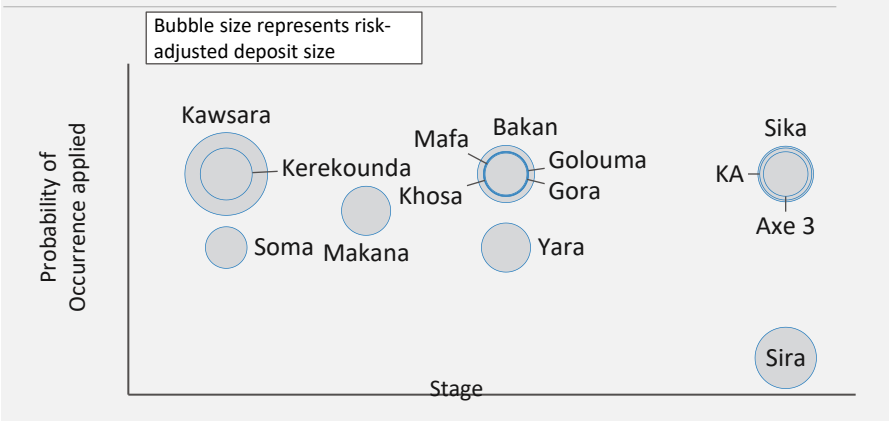 Bubble size represents risk-
adjusted deposit size
Probability of
Occurrence applied
Kawsara
Kerekounda
Soma
Makana
Mafa
Bakan
Golouma
Khosa
Gora
Yara
Sika
KA
Axe 3
Sira
Stage